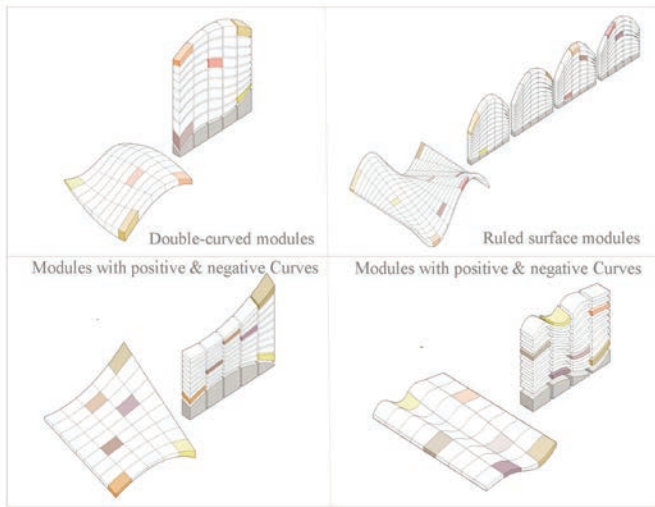 Double-curved modules
Ruled surface modules
Modules with positive & negative Curves
Modules with positive & negative Curves